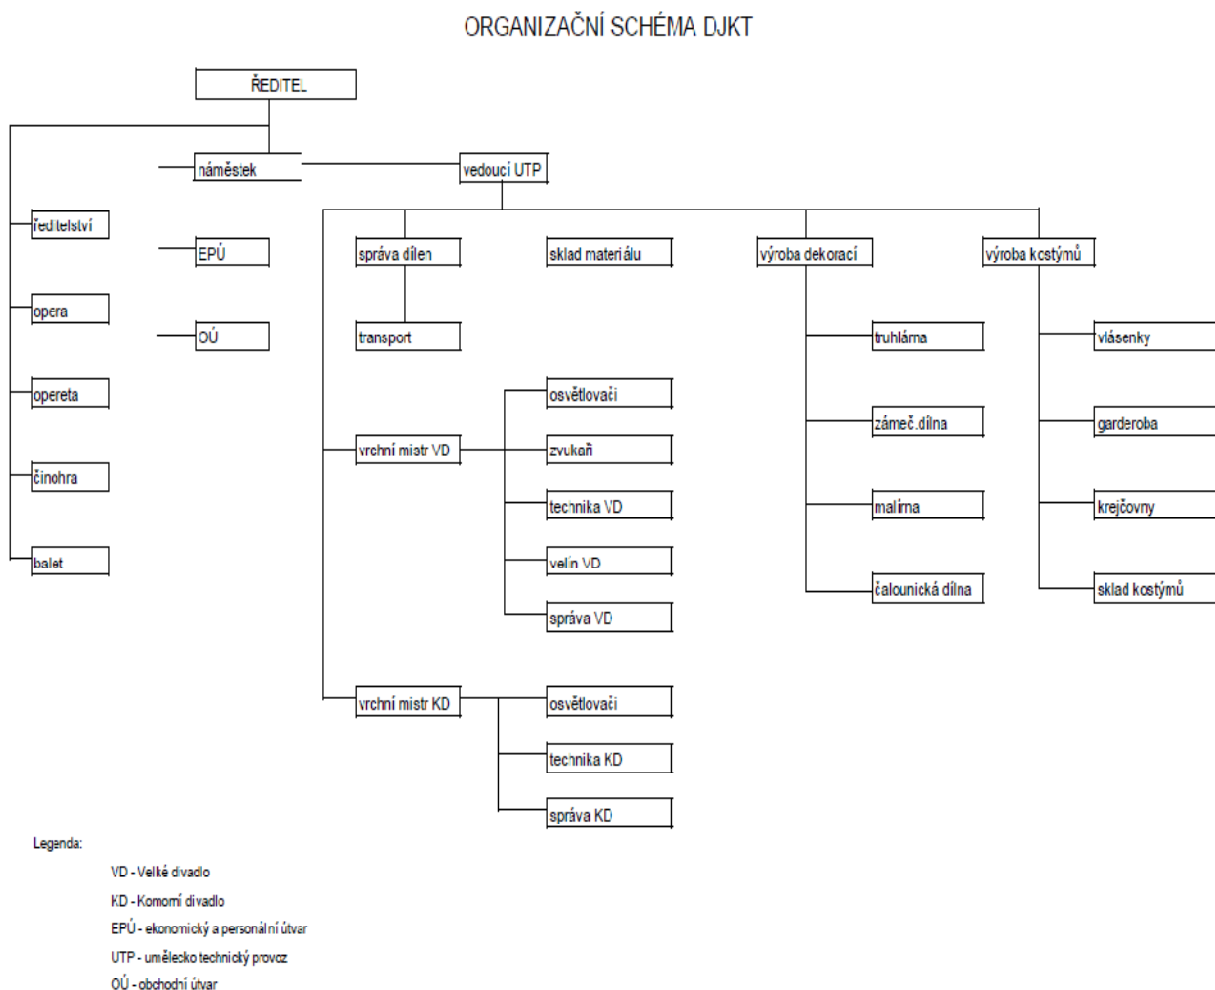 ORGANIZAČNÍ SCHÉMA DJKT
ŘEDITEL
náměstek
vedoucí UTP
ředitelství
EPÚ
správa dílen
sklad materiálu
výroba dekorací
výroba kostýmů
opera
OÚ
transport
truhlárna
vlásenky
opereta
osvětlovači
zámeč.dílna
garderoba
vrchní mistr VD
zvukaři
činohra
technika VD
malírna
krejčovny
balet
velín VD
čalounická dílna
sklad kostýmů
správa VD
vrchní mistr KD
osvětlovači
technika KD
správa KD
Legenda:
VD - Velké divadlo
KD - Komorní divadlo
EPÚ - ekonomický a personální útvar
UTP - umělecko technický provoz
OÚ - obchodní útvar